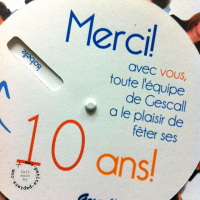 Merci!
avec vous,
toute l'équipe
de Gescall
a le plaisir de
fêter ses
10 ans!